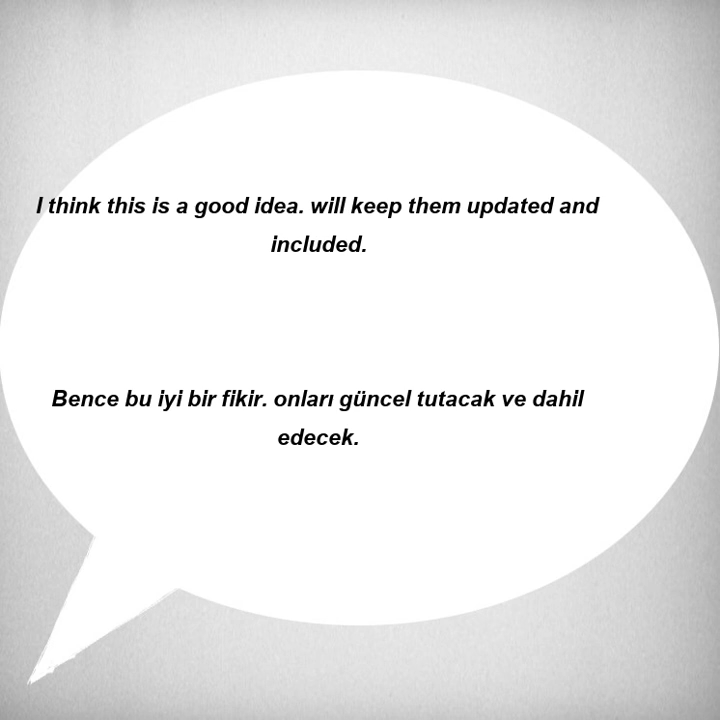 I think this is a good idea. will keep them updated and
included.
Bence bu iyi bir fikir. onları güncel tutacak ve dahil
edecek.